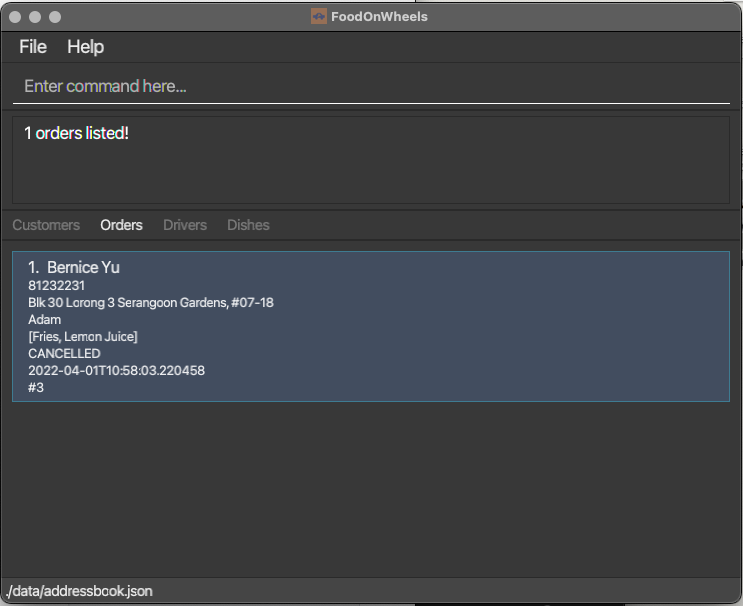 FoodOnWheels
File Help
Enter command here...
1 orders listed!
Customers Orders Drivers Dishes
1. Bernice Yu
81232231
Blk 30 Lorong 3 Serangoon Gardens, #07-18
Adam
[Fries, Lemon Juice]
CANCELLED
2022-04-01T10:58:03.220458
#3
./data/addressbook.json